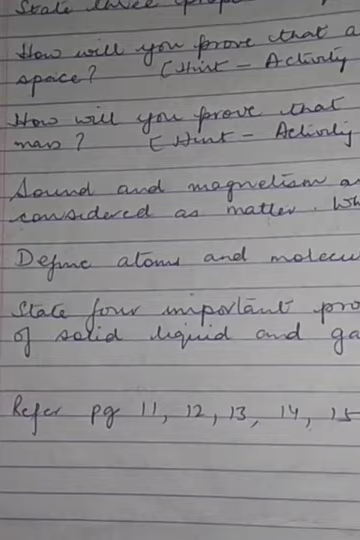 State three
How will you prove that a
space? (Hint - Activity
How will you prove that
mass? (Hint - Activity
Sound and magnetism
considered as matter. Wh
Define atoms and molecu
State four important pro
of solid liquid and ga
Refer pg 11, 12, 13, 14, 15